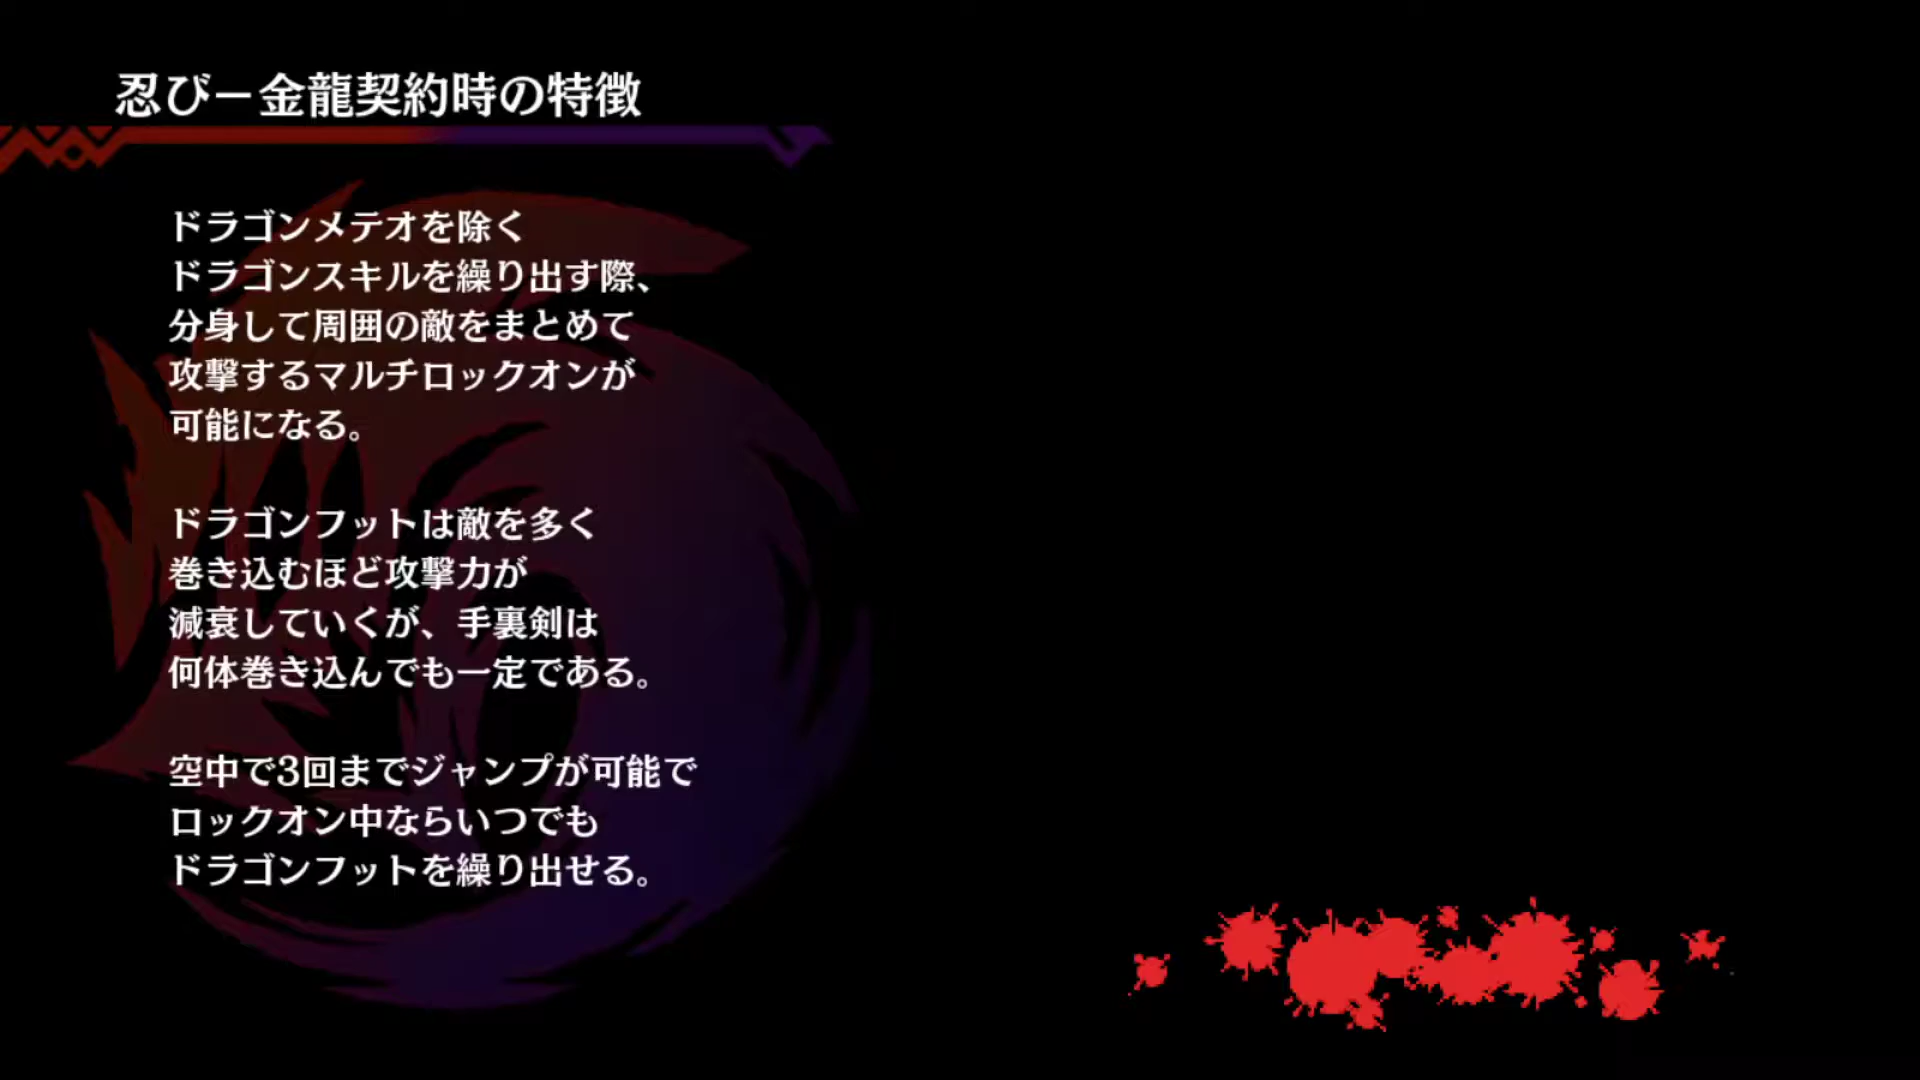 忍びー金龍契約時の特徴
ドラゴンメテオを除く
ドラゴンスキルを繰り出す際、
分身して周囲の敵をまとめて
攻撃するマルチロックオンが
可能になる。
ドラゴンフットは敵を多く
巻き込むほど攻撃力が
減衰していくが、手裏剣は
何体巻き込んでも一定である。
空中で3回までジャンプが可能で
ロックオン中ならいつでも
ドラゴンフットを繰り出せる。